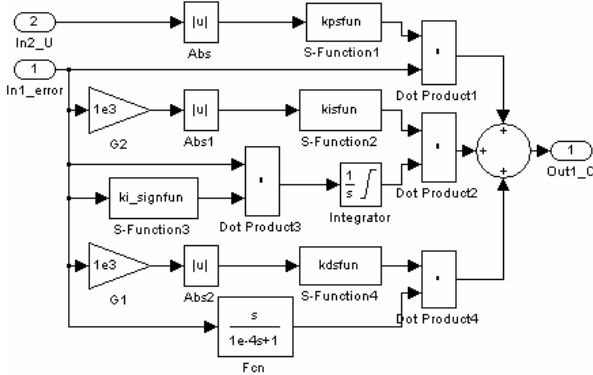 2
In2_U
|u|
Abs
kpsfun
S-Function1
Dot Product1
1
In1_error
1e3
G2
|u|
Abs1
kisfun
S-Function2
Dot Product2
+
+
+
1
ki_signfun
S-Function3
Dot Product3
1
s
Integrator
1e3
G1
|u|
Abs2
kdsfun
S-Function4
Dot Product4
s
1e-4s+1
Fcn